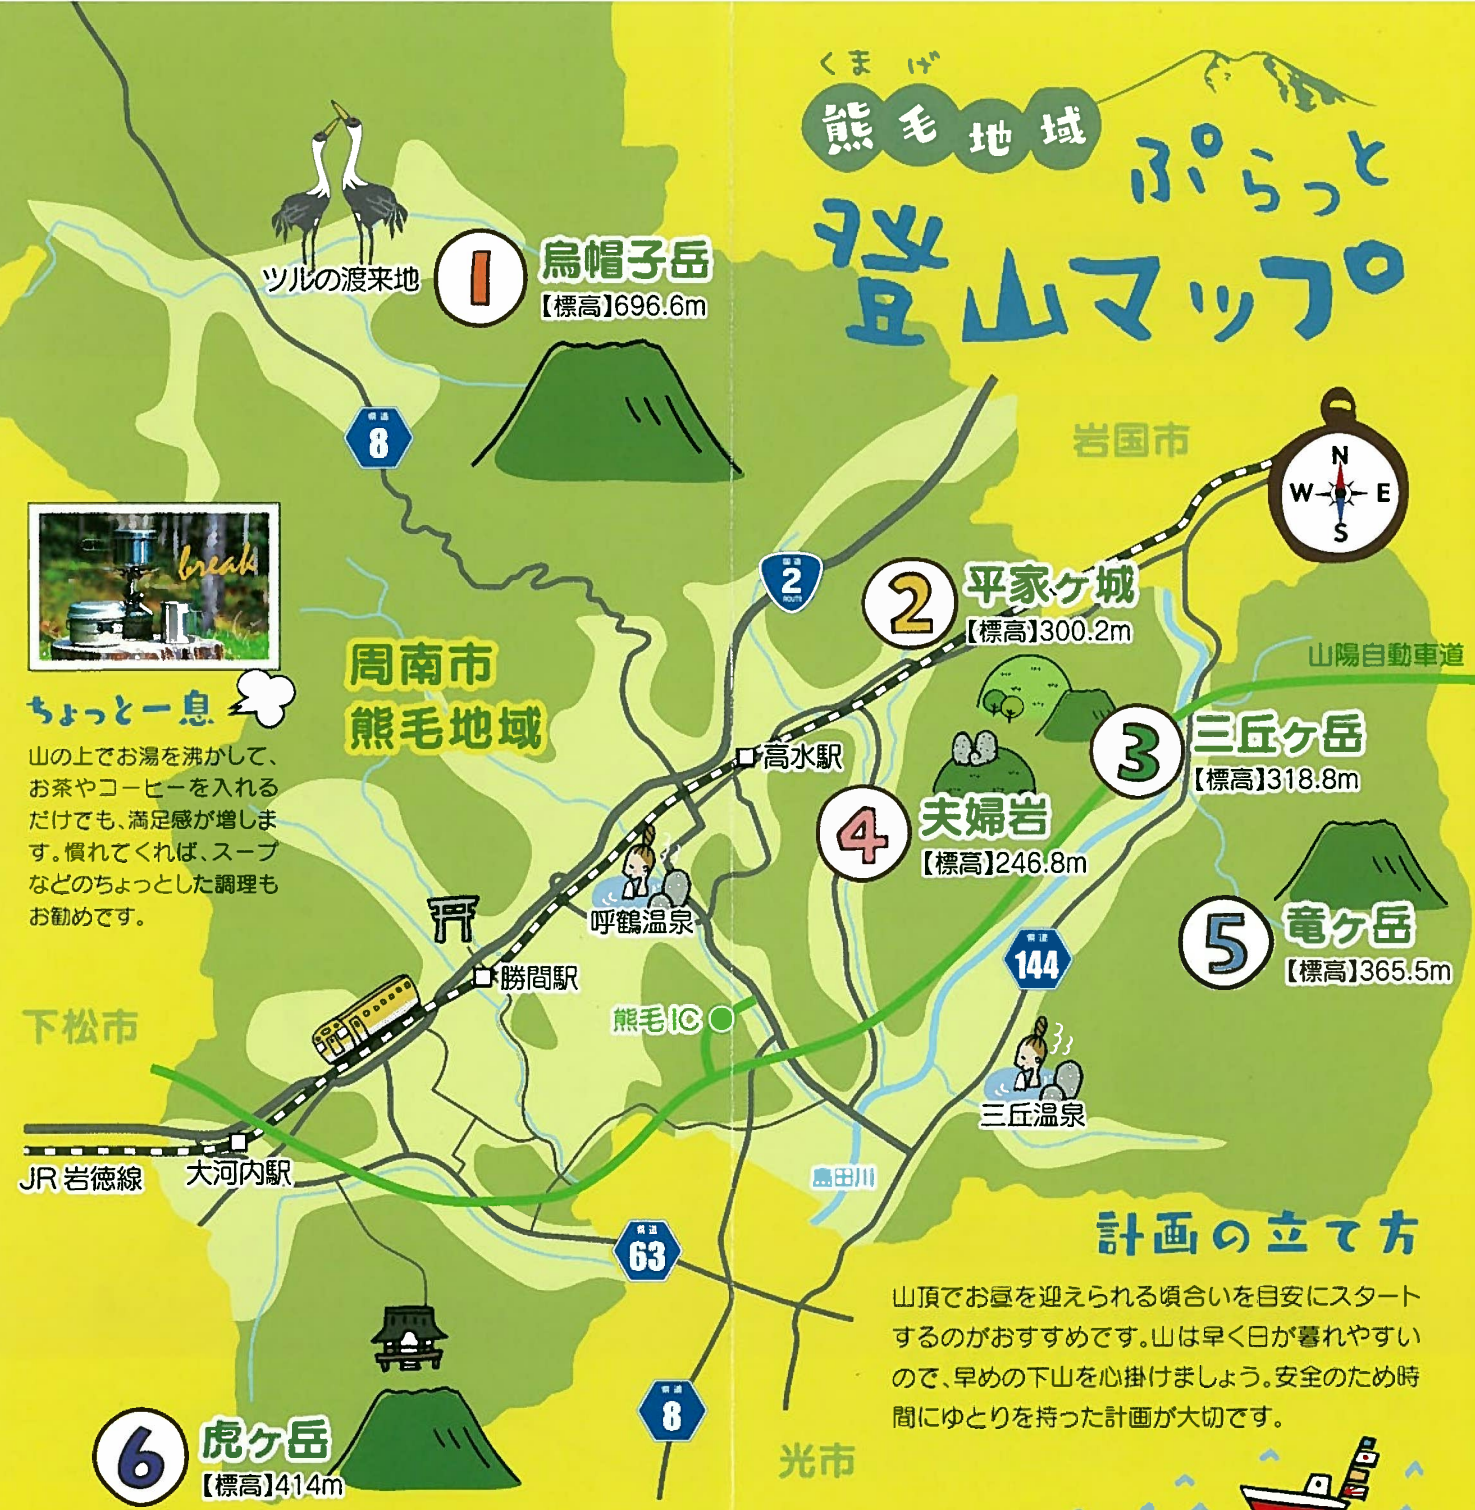 くまげ
熊毛地域
ぷらっと
登山マップ
ツルの渡来地
1
烏帽子岳
【標高】696.6m
県道
8
岩国市
N
W E
S
break
国道
2
ROUTE
2
平家ヶ城
【標高】300.2m
山陽自動車道
周南市
熊毛地域
ちょっと一息
山の上でお湯を沸かして、
お茶やコーヒーを入れる
だけでも、満足感が増しま
す。慣れてくれば、スープ
などのちょっとした調理も
お勧めです。
高水駅
3
三丘ヶ岳
【標高】318.8m
4
夫婦岩
【標高】246.8m
呼鶴温泉
5
竜ヶ岳
【標高】365.5m
県道
144
勝間駅
熊毛IC
下松市
三丘温泉
JR岩徳線
大河内駅
島田川
県道
63
計画の立て方
山頂でお昼を迎えられる頃合いを目安にスタート
するのがおすすめです。山は早く日が暮れやすい
ので、早めの下山を心掛けましょう。安全のため時
間にゆとりを持った計画が大切です。
県道
8
光市
6
虎ヶ岳
【標高】414m